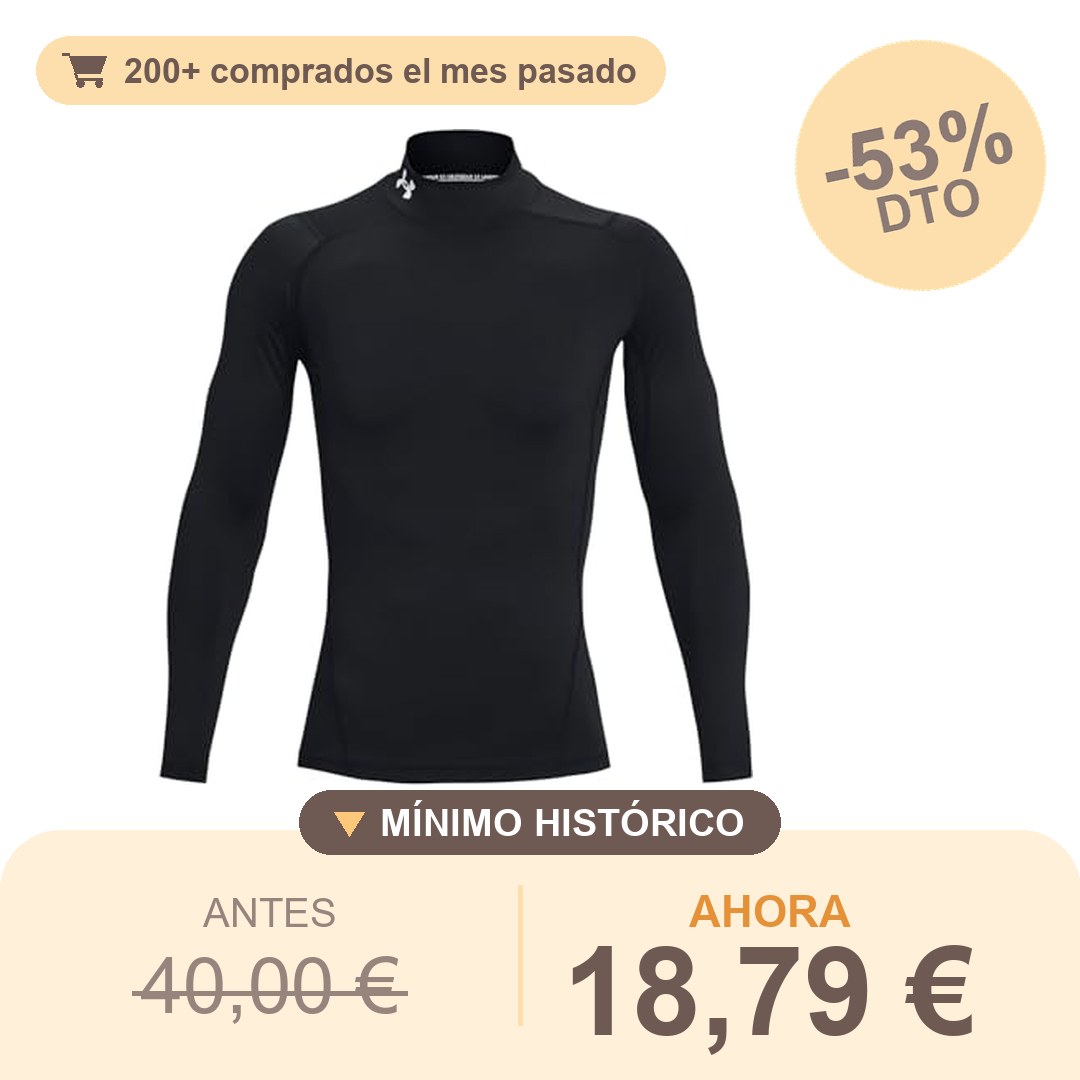 200+ comprados el mes pasado
-53%
DTO
MÍNIMO HISTÓRICO
ANTES
40,00 €
AHORA
18,79 €